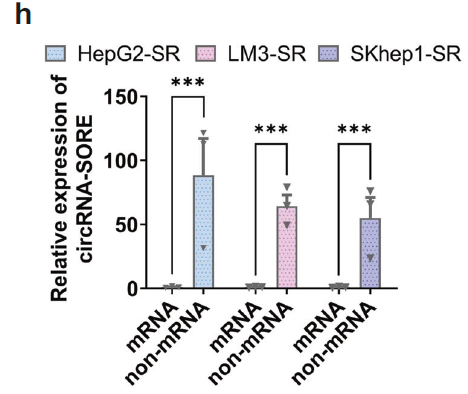 h
HepG2-SR LM3-SR SKhep1-SR
Relative expression of
circRNA-SORE
150
100
50
0
*** *** ***
mRNA non-mRNA mRNA non-mRNA mRNA non-mRNA